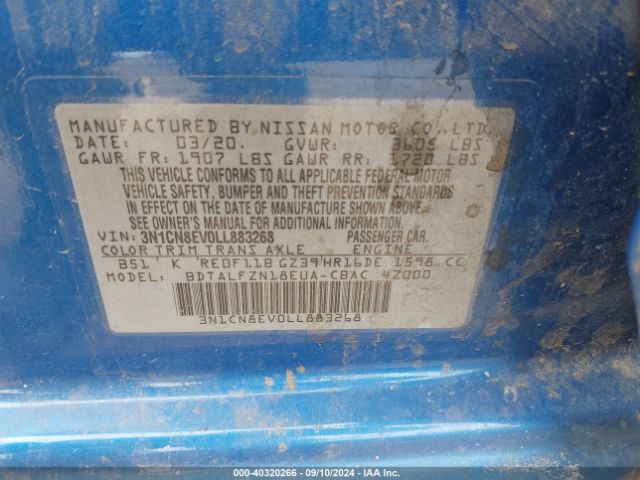 MANUFACTURED BY NISSAN MOTOR CO., LTD.
DATE: 03/20. GVWR: 3605 LBS
GAWR FR: 1907 LBS GAWR RR: 1720 LBS
THIS VEHICLE CONFORMS TO ALL APPLICABLE FEDERAL MOTOR
VEHICLE SAFETY, BUMPER AND THEFT PREVENTION STANDARDS
IN EFFECT ON THE DATE OF MANUFACTURE SHOWN ABOVE.
SEE OWNER'S MANUAL FOR ADDITIONAL INFORMATION.
VIN: 3N1CN8EV0LL883268 PASSENGER CAR.
COLOR TRIM TRANS AXLE ENGINE
B51 K RE0F11B GZ39 HR16DE 1598 CC
MODEL: BDTALFZN18EUA-CBAC 4Z000
3N1CN8EV0LL883268
000-40320266 - 09/10/2024 - IAA Inc.